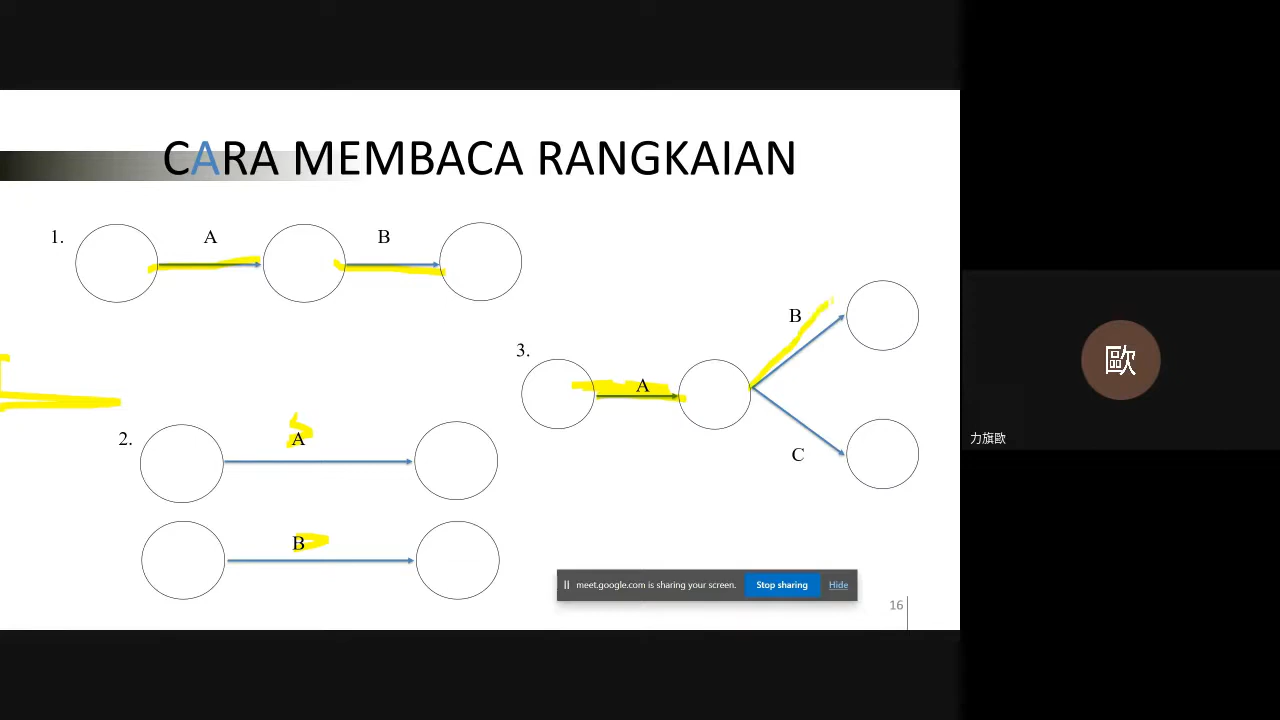 CARA MEMBACA RANGKAIAN
1.
A
B
3.
A
B
C
2.
A
B
meet.google.com is sharing your screen.
Stop sharing
Hide
16
歐
力旗歐